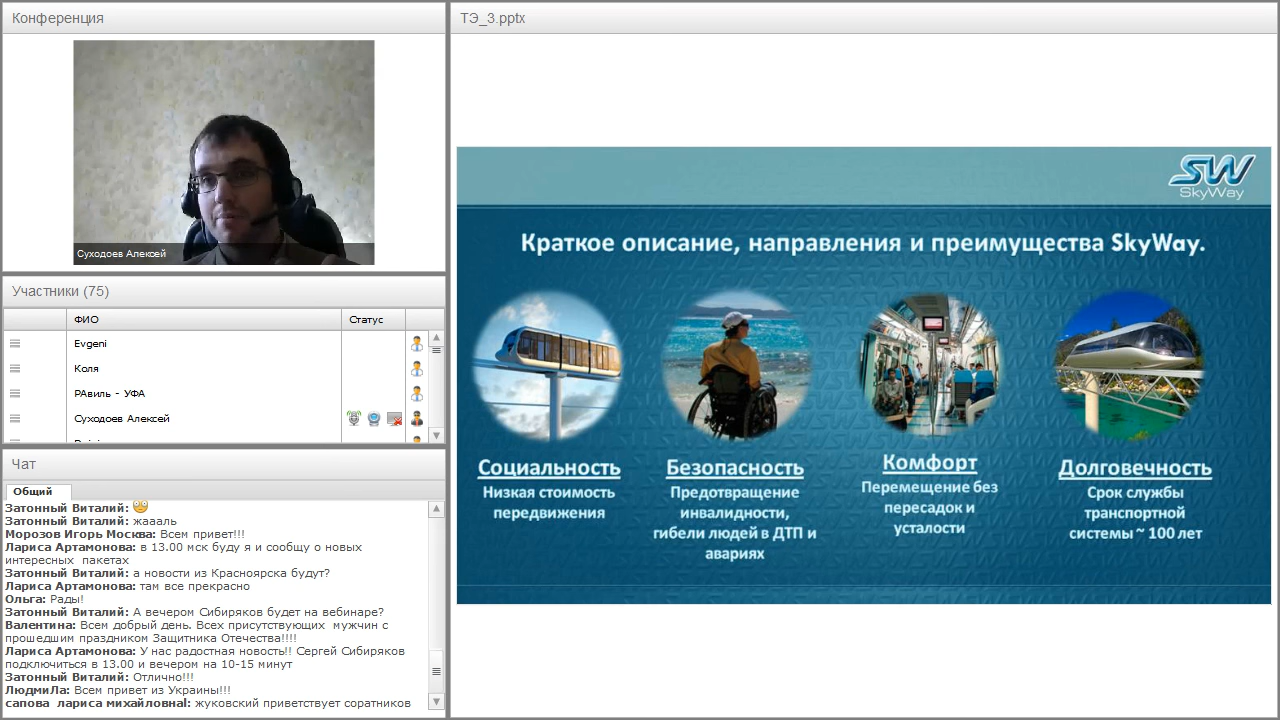 Конференция
Суходоев Алексей
Участники (75)
ФИО Статус
Evgeni
Коля
РАвиль - УФА
Суходоев Алексей
Чат
Общий
Затонный Виталий:
Затонный Виталий: жаааль
Морозов Игорь Москва: Всем привет!!!
Лариса Артамонова: в 13.00 мск буду я и сообщу о новых
интересных пакетах
Затонный Виталий: а новости из Красноярска будут?
Лариса Артамонова: там все прекрасно
Ольга: Рады!
Затонный Виталий: А вечером Сибиряков будет на вебинаре?
Валентина: Всем добрый день. Всех присутствующих мужчин с
прошедшим праздником Защитника Отечества!!!!
Лариса Артамонова: У нас радостная новость!! Сергей Сибиряков
подключиться в 13.00 и вечером на 10-15 минут
Затонный Виталий: Отлично!!!
ЛюдмиЛа: Всем привет из Украины!!!
сапова лариса михайловнаl: жуковский приветствует соратников
ТЭ_3.pptx
SW
SkyWay
Краткое описание, направления и преимущества SkyWay.
Социальность
Низкая стоимость
передвижения
Безопасность
Предотвращение
инвалидности,
гибели людей в ДТП и
авариях
Комфорт
Перемещение без
пересадок и
усталости
Долговечность
Срок службы
транспортной
системы ~ 100 лет